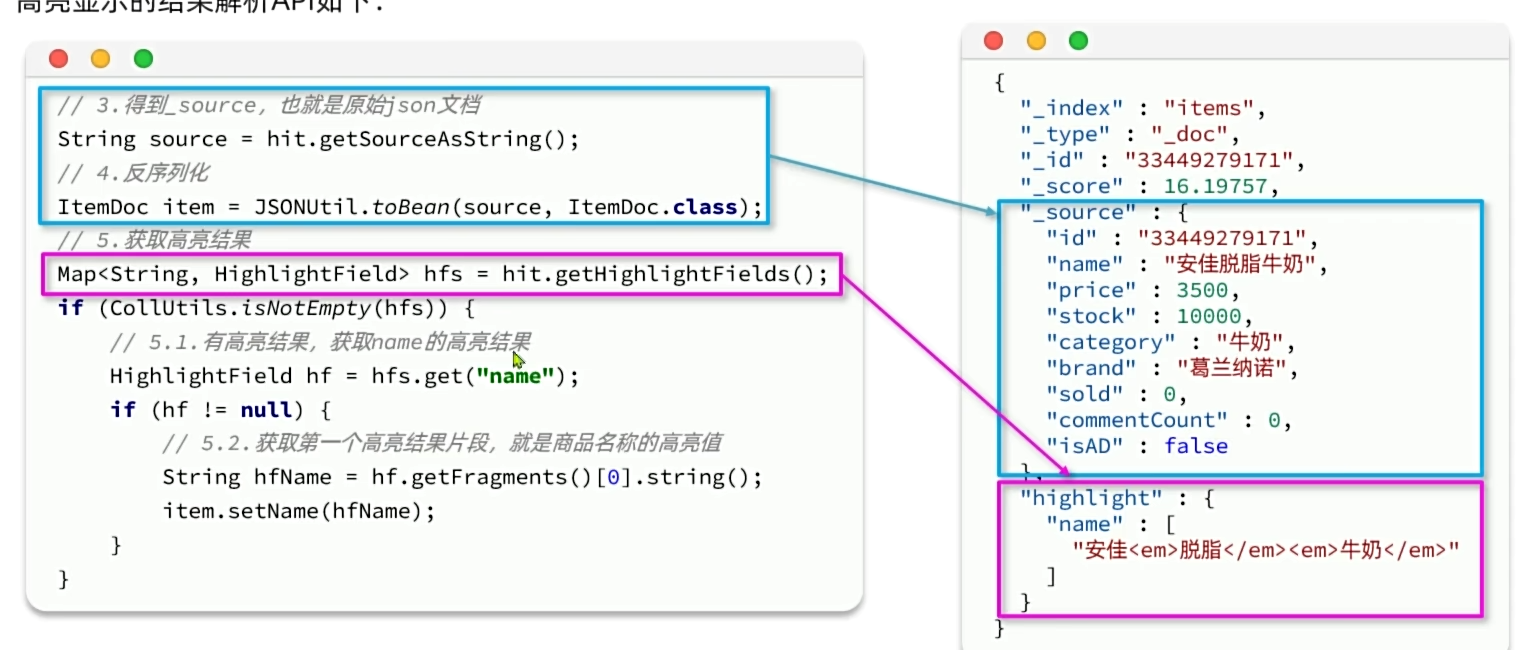 高亮显示的结果解析API如下：
// 3.得到_source，也就是原始json文档
String source = hit.getSourceAsString();
// 4.反序列化
ItemDoc item = JSONUtil.toBean(source, ItemDoc.class);
// 5.获取高亮结果
Map<String, HighlightField> hfs = hit.getHighlightFields();
if (CollUtils.isNotEmpty(hfs)) {
// 5.1.有高亮结果，获取name的高亮结果
HighlightField hf = hfs.get("name");
if (hf != null) {
// 5.2.获取第一个高亮结果片段，就是商品名称的高亮值
String hfName = hf.getFragments()[0].string();
item.setName(hfName);
}
}
{
"_index" : "items",
"_type" : "_doc",
"_id" : "33449279171",
"_score" : 16.19757,
"_source" : {
"id" : "33449279171",
"name" : "安佳脱脂牛奶",
"price" : 3500,
"stock" : 10000,
"category" : "牛奶",
"brand" : "葛兰纳诺",
"sold" : 0,
"commentCount" : 0,
"isAD" : false
},
"highlight" : {
"name" : [
"安佳<em>脱脂</em><em>牛奶</em>"
]
}
}